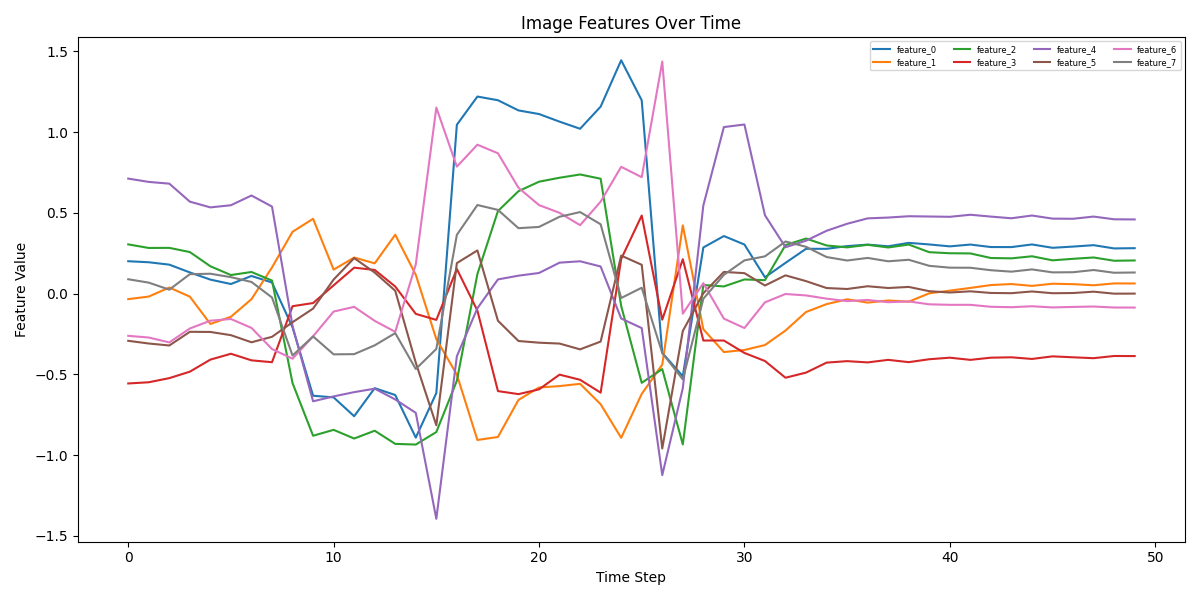 Image Features Over Time
feature_0 feature_2 feature_4 feature_6
feature_1 feature_3 feature_5 feature_7
Feature Value
1.5
1.0
0.5
0.0
−0.5
−1.0
−1.5
0 10 20 30 40 50
Time Step